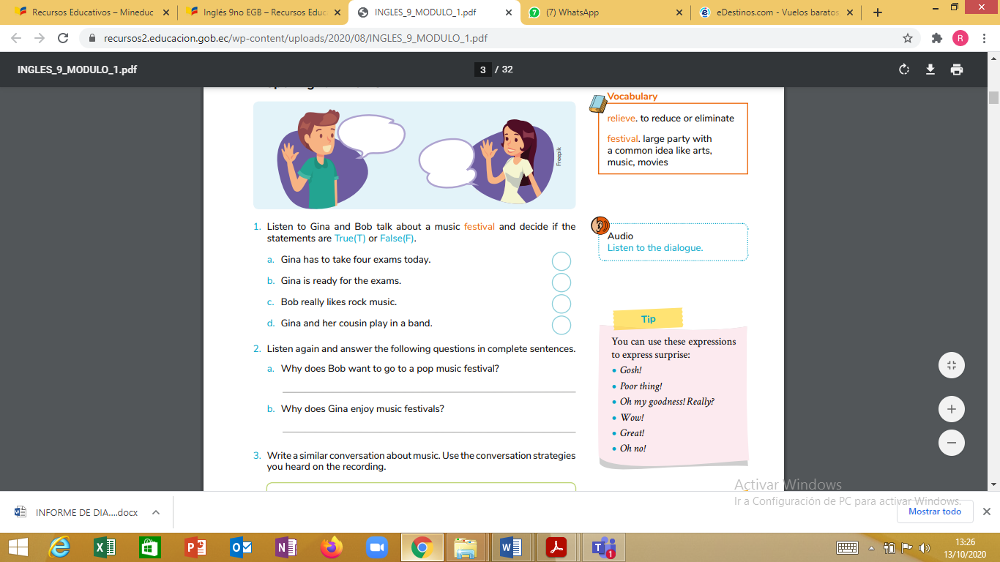 Recursos Educativos – Mineduc
Inglés 9no EGB – Recursos Educ
INGLES_9_MODULO_1.pdf
(7) WhatsApp
eDestinos.com - Vuelos baratos
recursos2.educacion.gob.ec/wp-content/uploads/2020/08/INGLES_9_MODULO_1.pdf
R
INGLES_9_MODULO_1.pdf
3 / 32
Freepik
Vocabulary
relieve. to reduce or eliminate
festival. large party with
a common idea like arts,
music, movies
1. Listen to Gina and Bob talk about a music festival and decide if the
statements are True(T) or False(F).
a. Gina has to take four exams today.
b. Gina is ready for the exams.
c. Bob really likes rock music.
d. Gina and her cousin play in a band.
Audio
Listen to the dialogue.
2. Listen again and answer the following questions in complete sentences.
a. Why does Bob want to go to a pop music festival?
b. Why does Gina enjoy music festivals?
3. Write a similar conversation about music. Use the conversation strategies
you heard on the recording.
Tip
You can use these expressions
to express surprise:
• Gosh!
• Poor thing!
• Oh my goodness! Really?
• Wow!
• Great!
• Oh no!
Activar Windows
Ir a Configuración de PC para activar Windows.
INFORME DE DIA....docx
Mostrar todo
13:26
13/10/2020